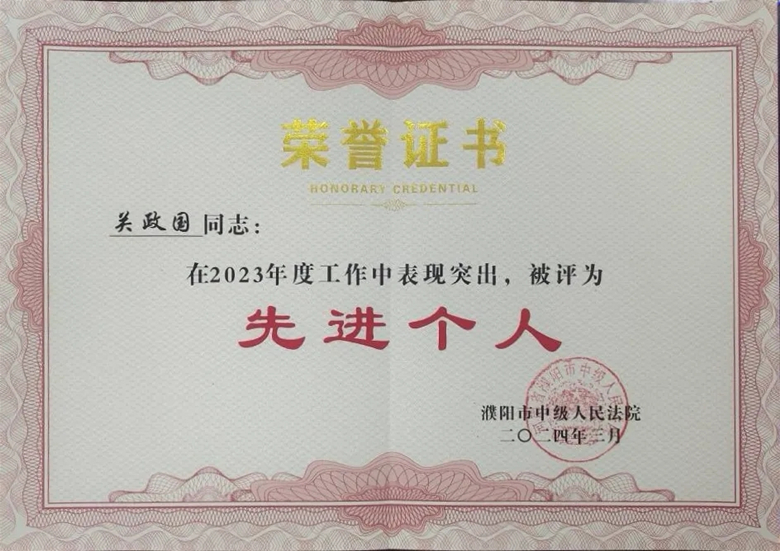 荣誉证书
HONORARY CREDENTIAL
关政国同志：
在2023年度工作中表现突出，被评为
先进个人
濮阳市中级人民法院
二〇二四年三月